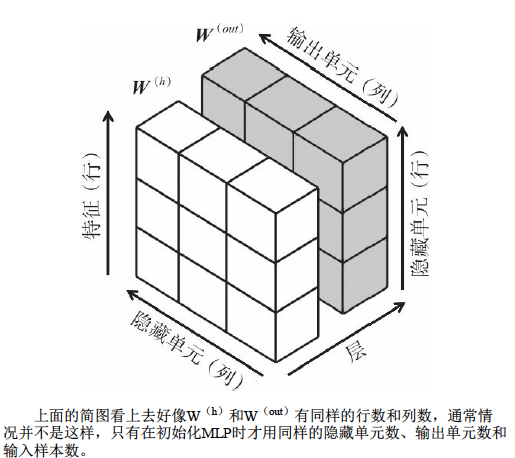 W(out)
输出单元（列）
W(h)
特征（行）
隐藏单元（行）
隐藏单元（列）
层
上面的简图看上去好像W（h）和W（out）有同样的行数和列数，通常情
况并不是这样，只有在初始化MLP时才用同样的隐藏单元数、输出单元数和
输入样本数。